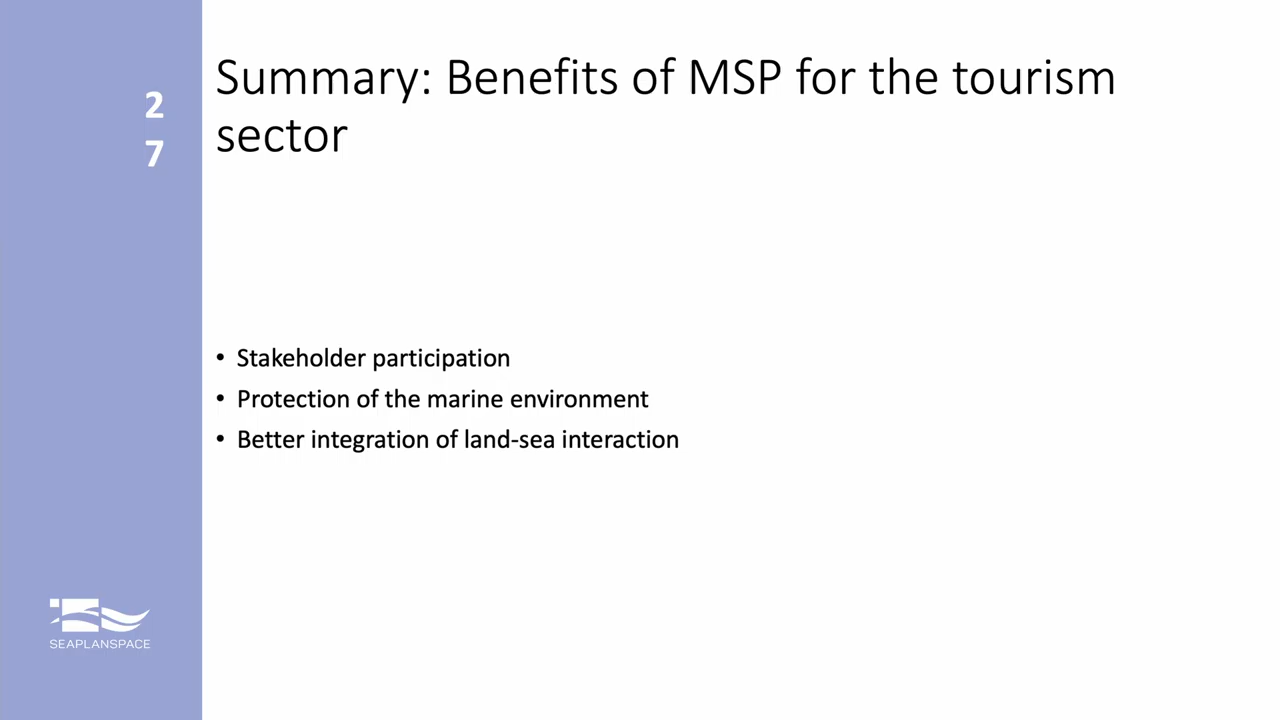 2
7
Summary: Benefits of MSP for the tourism
sector
• Stakeholder participation
• Protection of the marine environment
• Better integration of land-sea interaction
SEAPLANSPACE